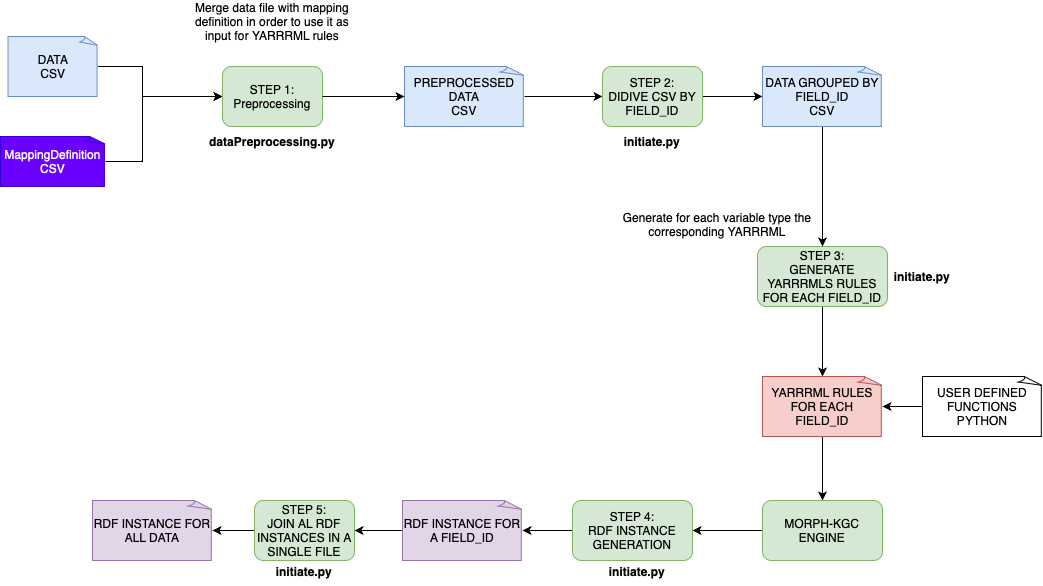 Merge data file with mapping
definition in order to use it as
input for YARRRML rules
DATA
CSV
MappingDefinition
CSV
STEP 1:
Preprocessing
dataPreprocessing.py
PREPROCESSED
DATA
CSV
STEP 2:
DIDIVE CSV BY
FIELD_ID
initiate.py
DATA GROUPED BY
FIELD_ID
CSV
Generate for each variable type the
corresponding YARRRML
STEP 3:
GENERATE
YARRRMLS RULES
FOR EACH FIELD_ID
initiate.py
YARRRML RULES
FOR EACH
FIELD_ID
USER DEFINED
FUNCTIONS
PYTHON
MORPH-KGC
ENGINE
STEP 4:
RDF INSTANCE
GENERATION
initiate.py
RDF INSTANCE FOR
A FIELD_ID
STEP 5:
JOIN AL RDF
INSTANCES IN A
SINGLE FILE
initiate.py
RDF INSTANCE FOR
ALL DATA